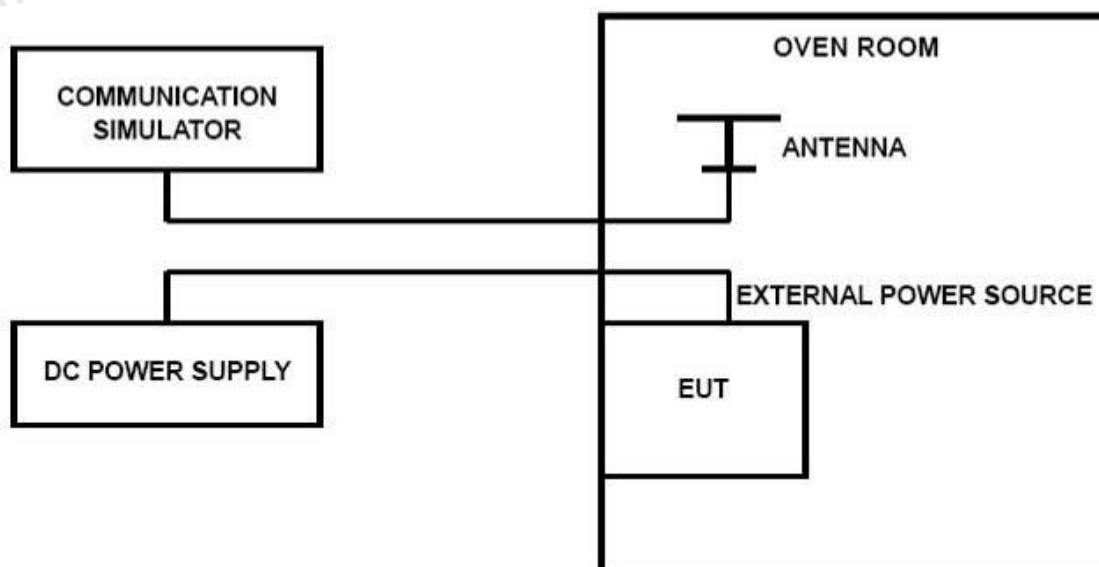 OVEN ROOM
COMMUNICATION
SIMULATOR
ANTENNA
EXTERNAL POWER SOURCE
DC POWER SUPPLY
EUT